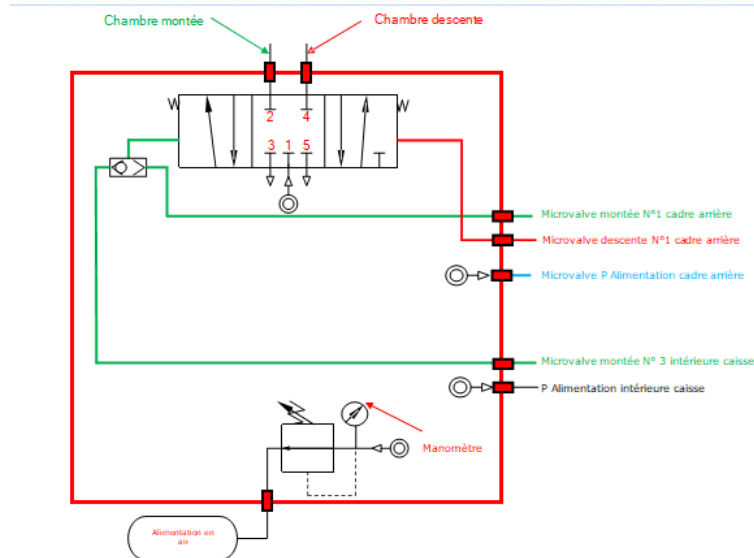 Chambre montée
Chambre descente
2 4
3 1 5
Microvalve montée N°1 cadre arrière
Microvalve descente N°1 cadre arrière
Microvalve P Alimentation cadre arrière
Microvalve montée N° 3 intérieure caisse
P Alimentation intérieure caisse
Manomètre
Alimentation en
air